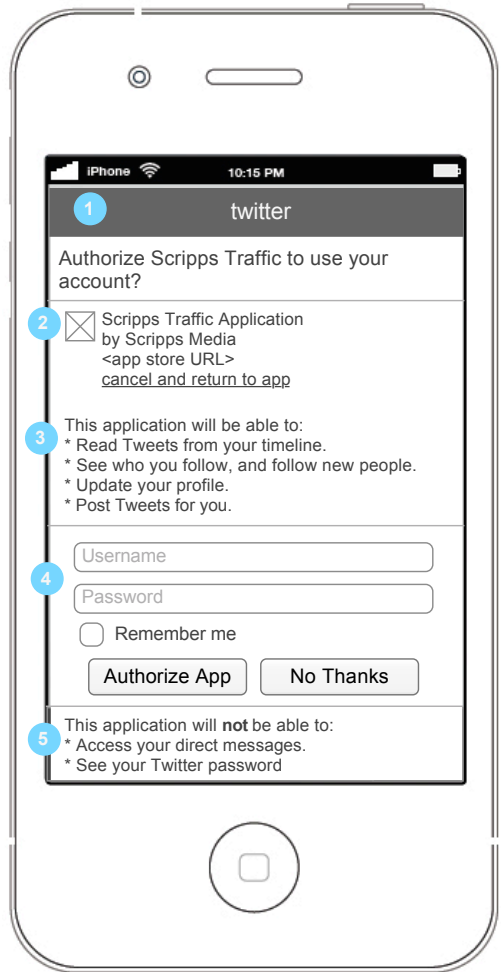 iPhone 10:15 PM
1 twitter
Authorize Scripps Traffic to use your
account?
2 Scripps Traffic Application
by Scripps Media
<app store URL>
cancel and return to app
This application will be able to:
3 * Read Tweets from your timeline.
* See who you follow, and follow new people.
* Update your profile.
* Post Tweets for you.
Username
4
Password
Remember me
Authorize App No Thanks
This application will not be able to:
5 * Access your direct messages.
* See your Twitter password